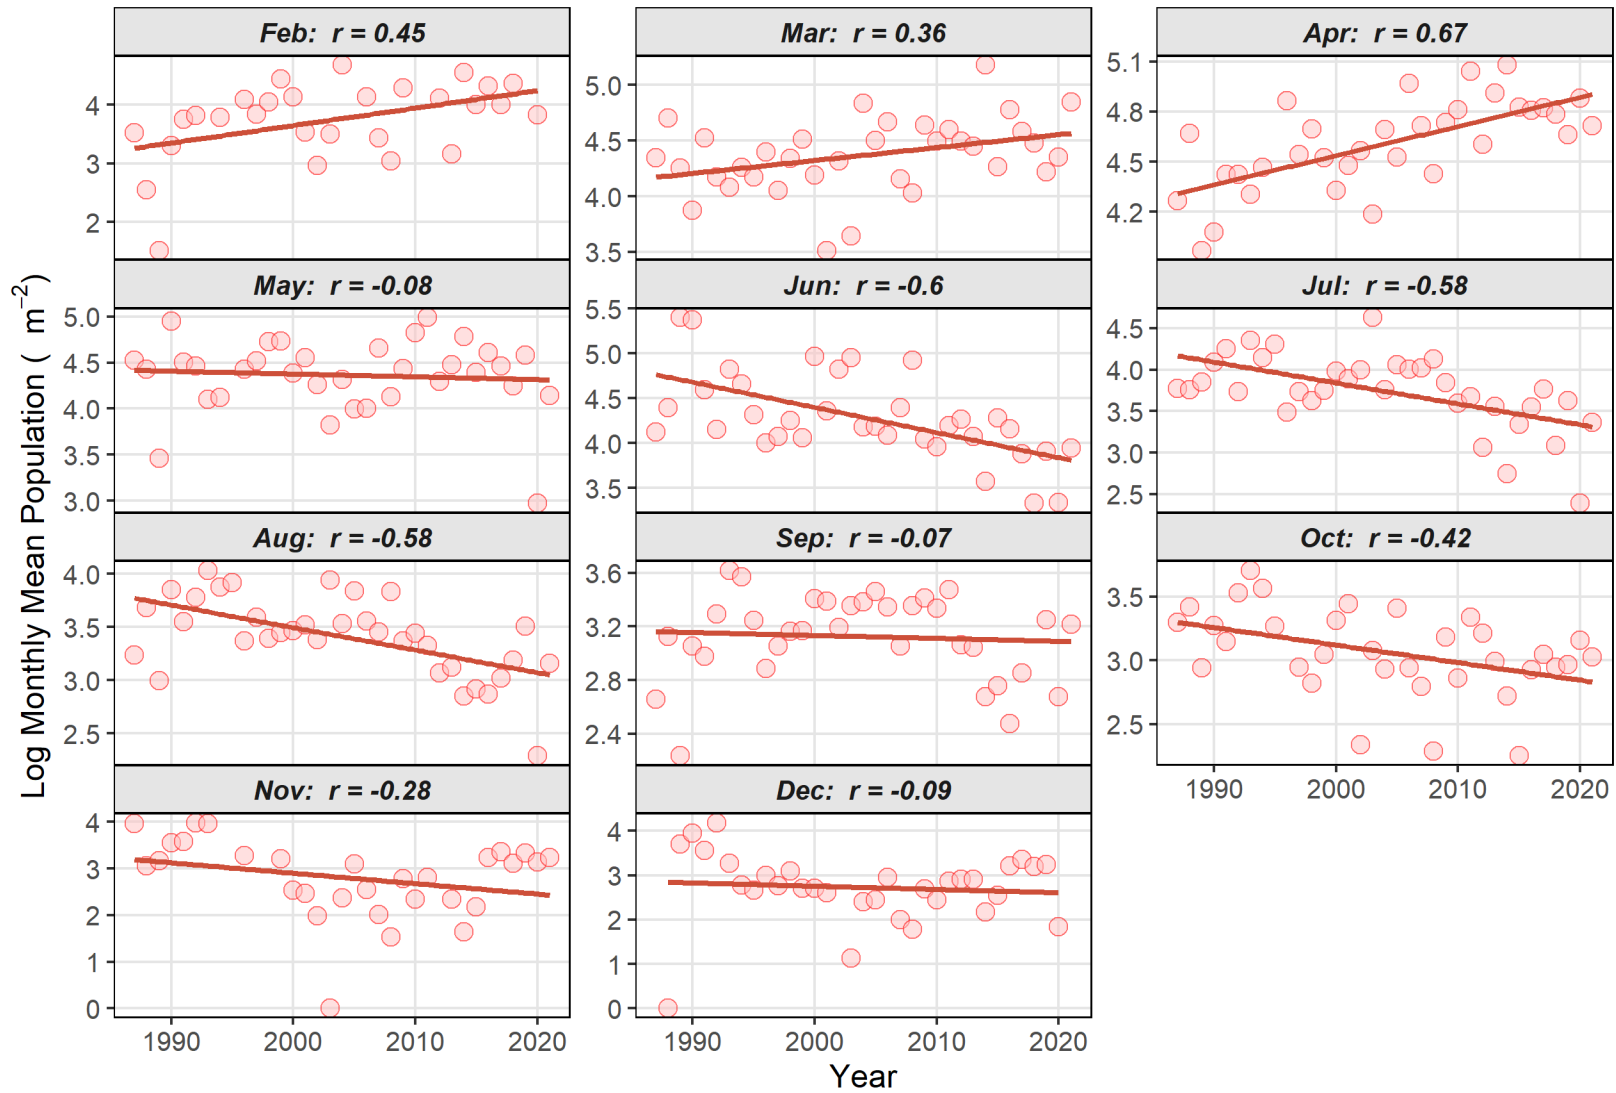 Feb: r = 0.45
Mar: r = 0.36
Apr: r = 0.67
4
3
2
5.0
4.5
4.0
3.5
5.1
4.8
4.5
4.2
May: r = -0.08
Jun: r = -0.6
Jul: r = -0.58
5.0
4.5
4.0
3.5
3.0
5.5
5.0
4.5
4.0
3.5
4.5
4.0
3.5
3.0
2.5
Aug: r = -0.58
Sep: r = -0.07
Oct: r = -0.42
4.0
3.5
3.0
2.5
3.6
3.2
2.8
2.4
3.5
3.0
2.5
1990 2000 2010 2020
Nov: r = -0.28
Dec: r = -0.09
4
3
2
1
0
4
3
2
1
0
1990 2000 2010 2020
1990 2000 2010 2020
Year
Log Monthly Mean Population ( m⁻²)